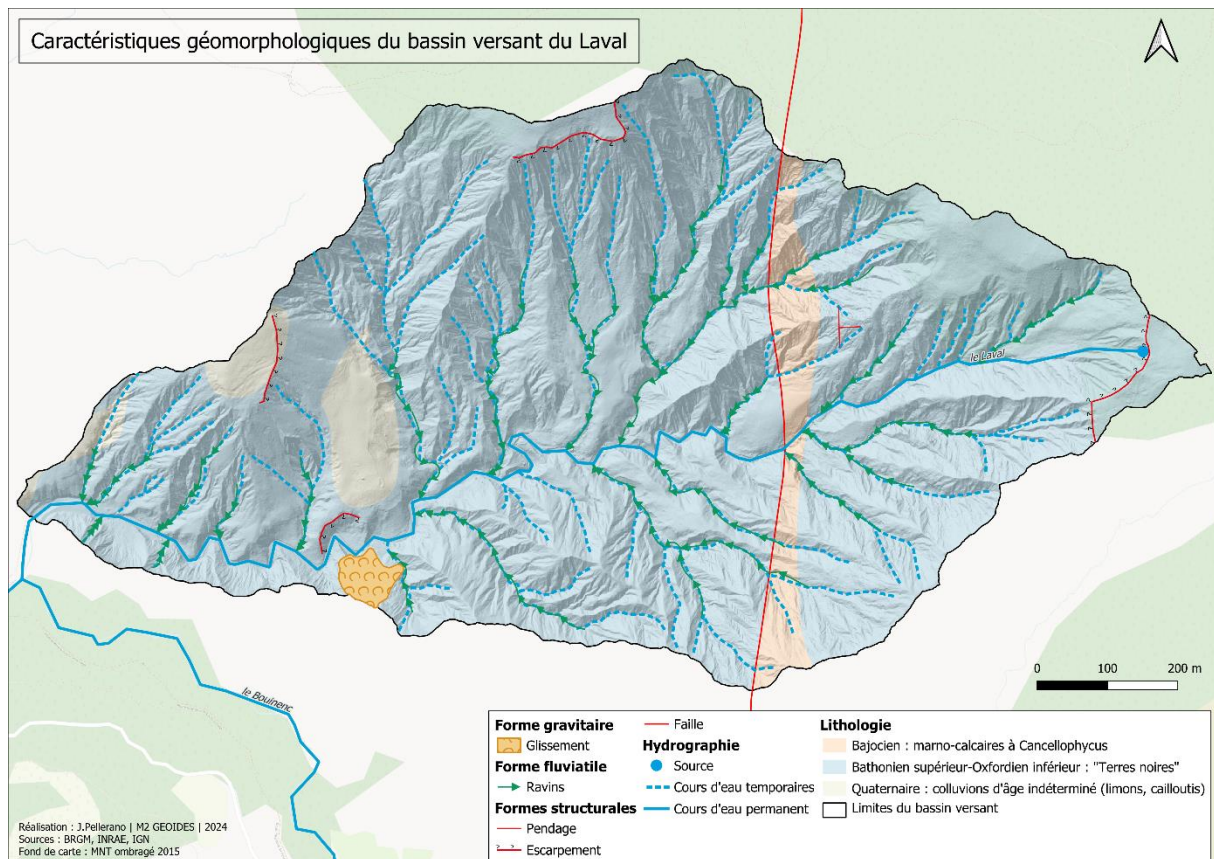 Caractéristiques géomorphologiques du bassin versant du Laval
le Laval
le Bouinenc
0 100 200 m
Forme gravitaire
Glissement
Forme fluviatile
Ravins
Formes structurales
Pendage
Escarpement
Faille
Hydrographie
Source
Cours d'eau temporaires
Cours d'eau permanent
Lithologie
Bajocien : marno-calcaires à Cancellophycus
Bathonien supérieur-Oxfordien inférieur : "Terres noires"
Quaternaire : colluvions d'âge indéterminé (limons, cailloutis)
Limites du bassin versant
Réalisation : J.Pellerano | M2 GEOIDES | 2024
Sources : BRGM, INRAE, IGN
Fond de carte : MNT ombragé 2015